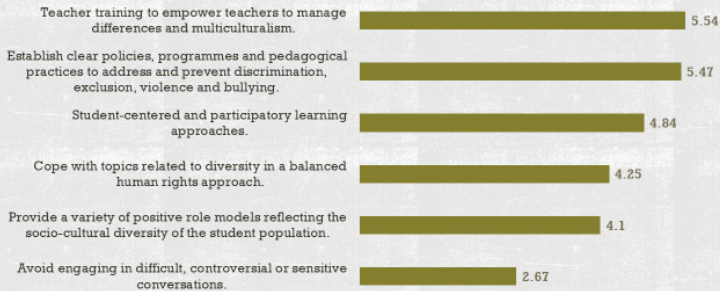 Teacher training to empower teachers to manage
differences and multiculturalism.
5.54
Establish clear policies, programmes and pedagogical
practices to address and prevent discrimination,
exclusion, violence and bullying.
5.47
Student-centered and participatory learning
approaches.
4.84
Cope with topics related to diversity in a balanced
human rights approach.
4.25
Provide a variety of positive role models reflecting the
socio-cultural diversity of the student population.
4.1
Avoid engaging in difficult, controversial or sensitive
conversations.
2.67